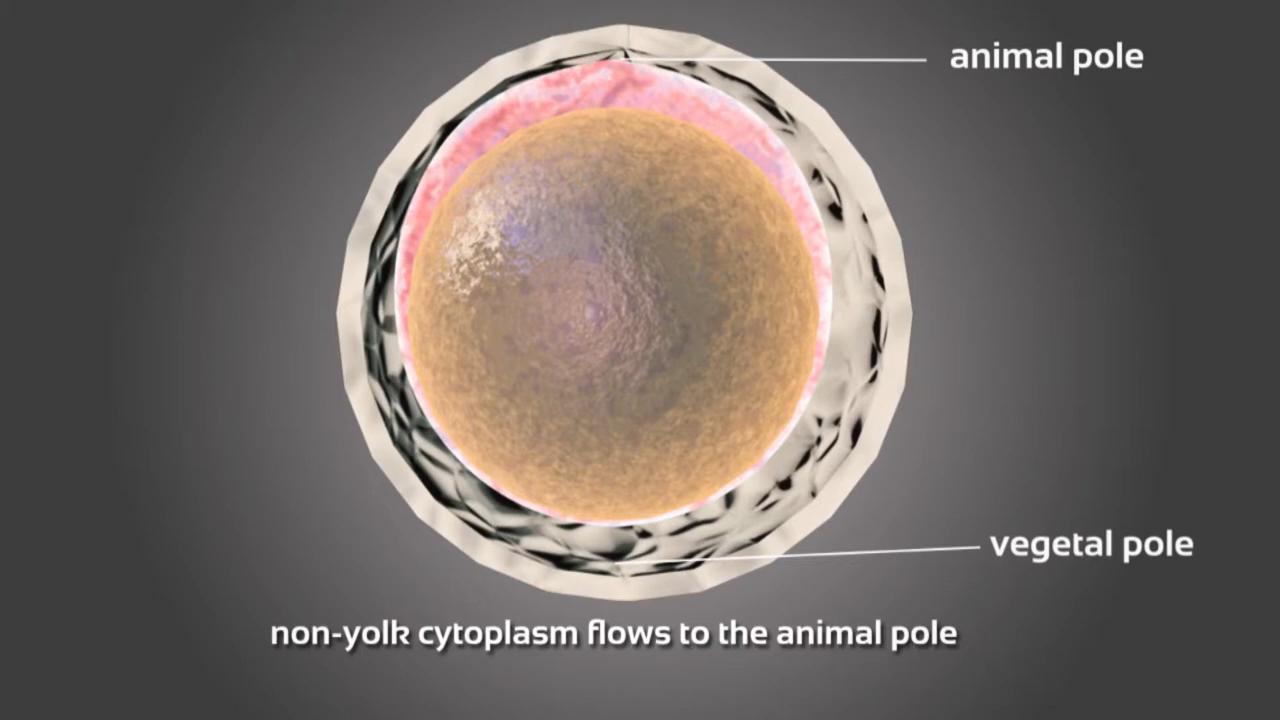 animal pole
vegetal pole
non-yolk cytoplasm flows to the animal pole